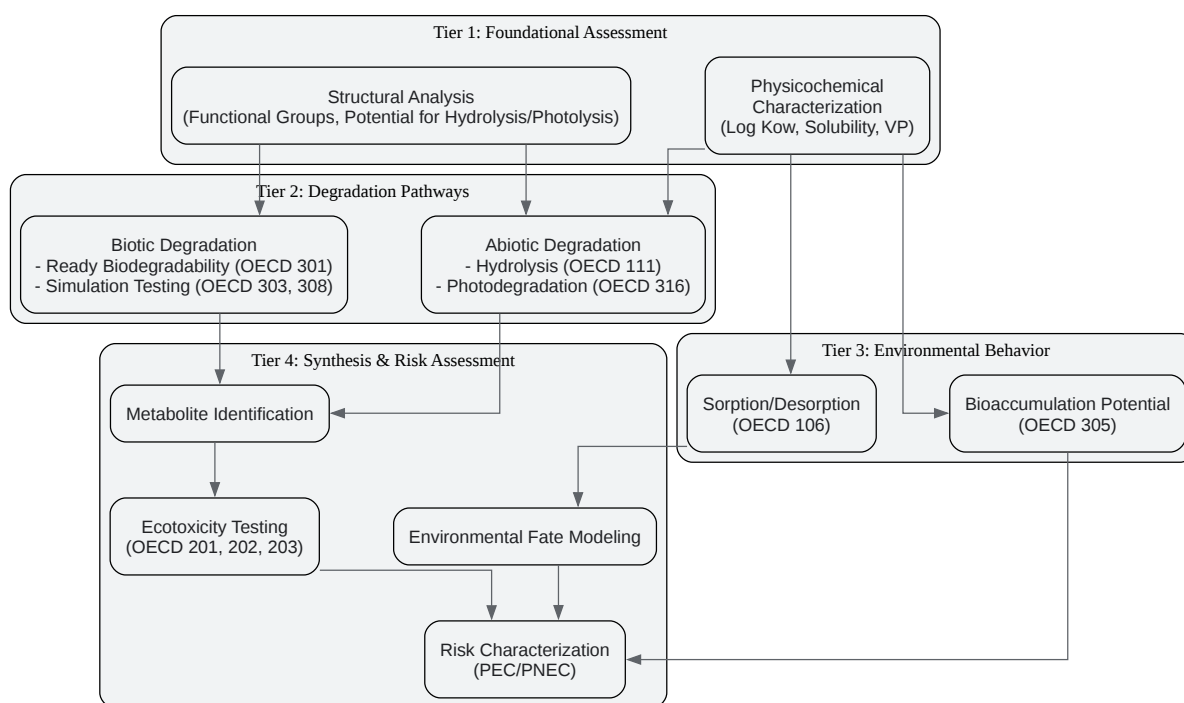 Tier 1: Foundational Assessment
Structural Analysis
(Functional Groups, Potential for Hydrolysis/Photolysis)
Physicochemical
Characterization
(Log Kow, Solubility, VP)
Tier 2: Degradation Pathways
Biotic Degradation
- Ready Biodegradability (OECD 301)
- Simulation Testing (OECD 303, 308)
Abiotic Degradation
- Hydrolysis (OECD 111)
- Photodegradation (OECD 316)
Tier 3: Environmental Behavior
Sorption/Desorption
(OECD 106)
Bioaccumulation Potential
(OECD 305)
Tier 4: Synthesis & Risk Assessment
Metabolite Identification
Ecotoxicity Testing
(OECD 201, 202, 203)
Environmental Fate Modeling
Risk Characterization
(PEC/PNEC)